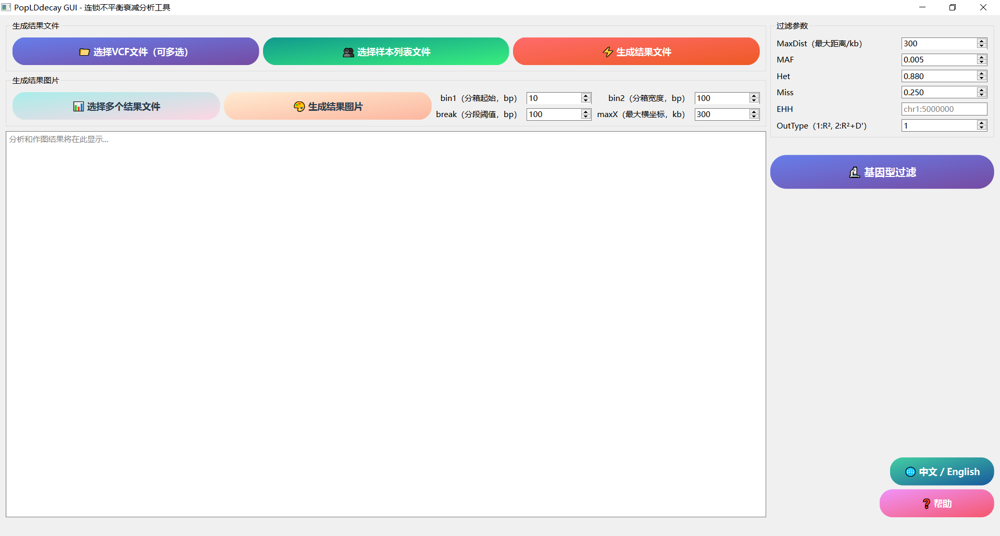 PopLDdecay GUI - 连锁不平衡衰减分析工具
生成结果文件
选择VCF文件（可多选）
选择样本列表文件
生成结果文件
生成结果图片
选择多个结果文件
生成结果图片
bin1（分箱起始，bp） 10
bin2（分箱宽度，bp） 100
break（分段阈值，bp） 100
maxX（最大横坐标，kb） 300
分析和作图结果将在此显示...
过滤参数
MaxDist（最大距离/kb） 300
MAF 0.005
Het 0.880
Miss 0.250
EHH chr1:5000000
OutType（1:R², 2:R²+D'） 1
基因型过滤
中文 / English
帮助